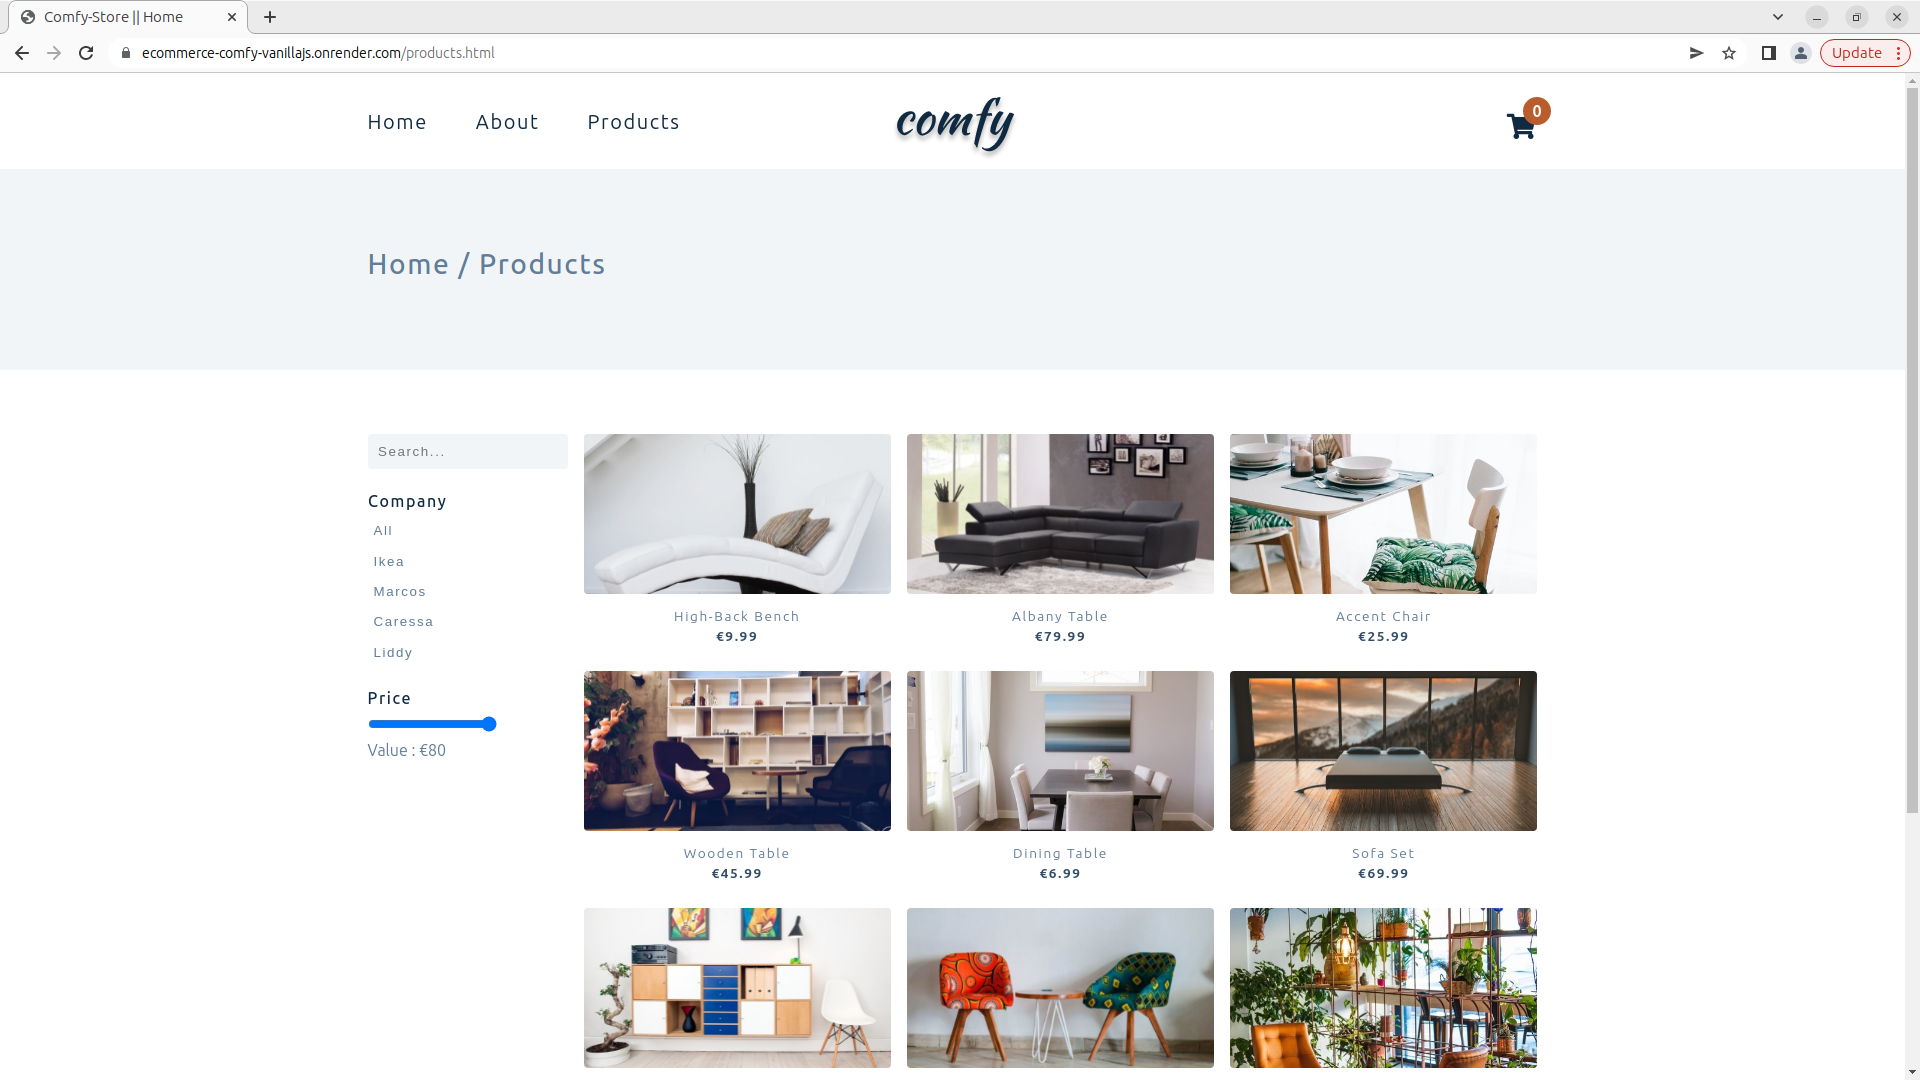 Comfy-Store || Home
ecommerce-comfy-vanillajs.onrender.com/products.html
Update
Home
About
Products
comfy
0
Home / Products
Search...
Company
All
Ikea
Marcos
Caressa
Liddy
Price
Value : €80
High-Back Bench
€9.99
Albany Table
€79.99
Accent Chair
€25.99
Wooden Table
€45.99
Dining Table
€6.99
Sofa Set
€69.99